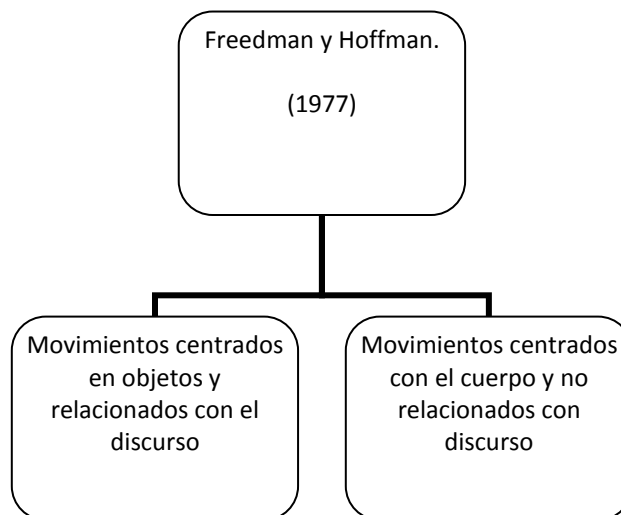 Freedman y Hoffman.
(1977)
Movimientos centrados
en objetos y
relacionados con el
discurso
Movimientos centrados
con el cuerpo y no
relacionados con
discurso